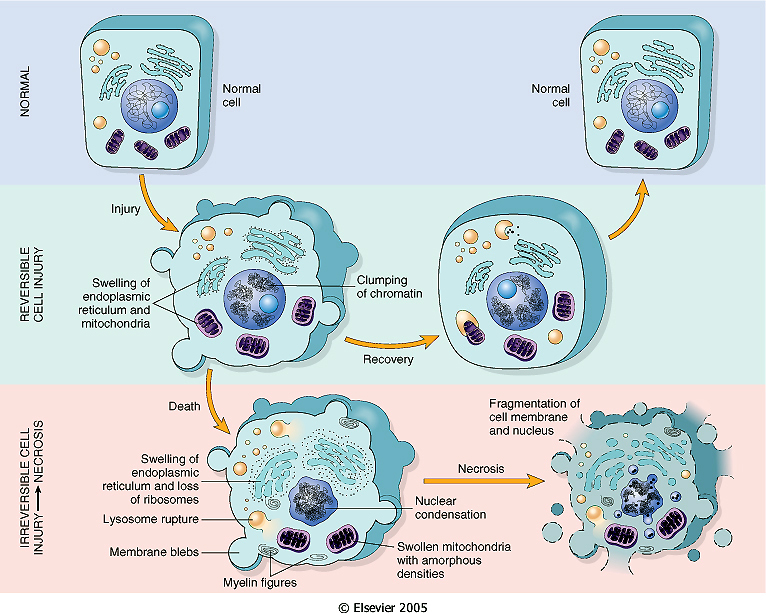 NORMAL
Normal
cell
Normal
cell
REVERSIBLE
CELL INJURY
Injury
Swelling of
endoplasmic
reticulum and
mitochondria
Clumping
of chromatin
Recovery
IRREVERSIBLE CELL
INJURY → NECROSIS
Death
Fragmentation of
cell membrane
and nucleus
Swelling of
endoplasmic
reticulum and loss
of ribosomes
Necrosis
Lysosome rupture
Nuclear
condensation
Membrane blebs
Swollen mitochondria
with amorphous
densities
Myelin figures
© Elsevier 2005